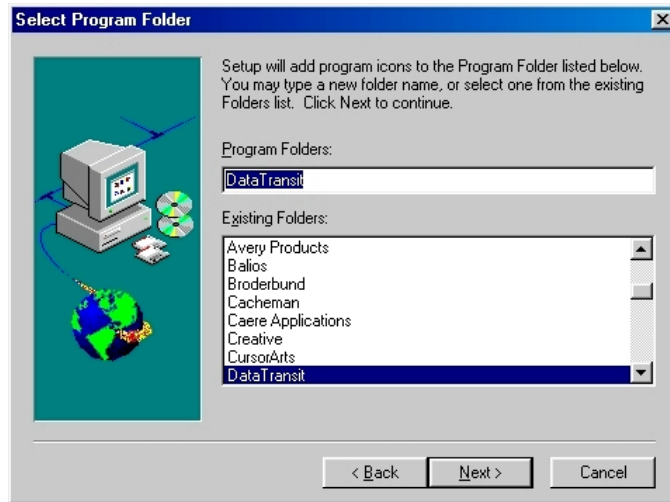 Select Program Folder
Setup will add program icons to the Program Folder listed below.
You may type a new folder name, or select one from the existing
Folders list. Click Next to continue.
Program Folders:
DataTransit
Existing Folders:
Avery Products
Balios
Broderbund
Cacheman
Caere Applications
Creative
CursorArts
DataTransit
< Back
Next >
Cancel